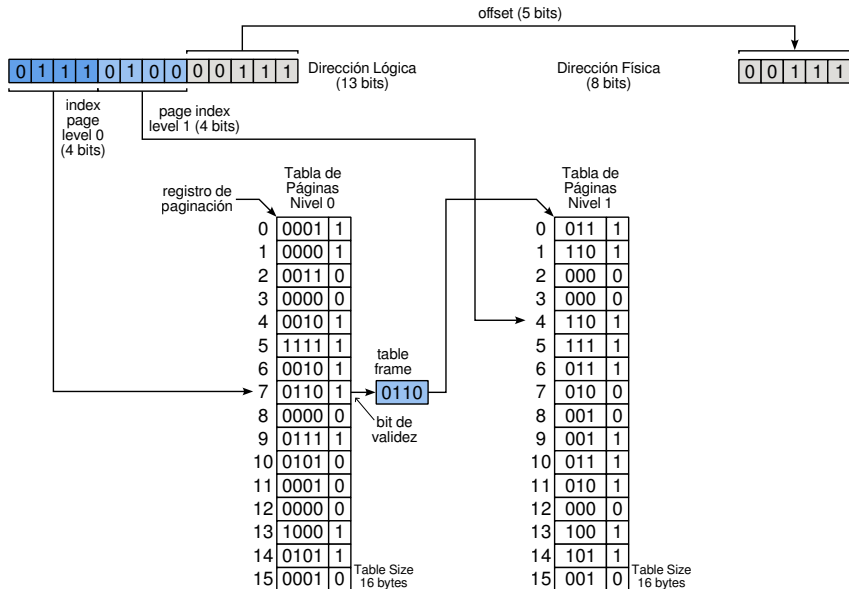 offset (5 bits)
0 1 1 1 0 1 0 0 0 0 1 1 1
Dirección Lógica
(13 bits)
Dirección Física
(8 bits)
0 0 1 1 1
index
page
level 0
(4 bits)
page index
level 1 (4 bits)
registro de
paginación
Tabla de
Páginas
Nivel 0
0 0001 1
1 0000 1
2 0011 0
3 0000 0
4 0010 1
5 1111 1
6 0010 1
7 0110 1
8 0000 0
9 0111 1
10 0101 0
11 0001 0
12 0000 0
13 1000 1
14 0101 1
15 0001 0
Table Size
16 bytes
table
frame
0110
bit de
validez
Tabla de
Páginas
Nivel 1
0 011 1
1 110 1
2 000 0
3 000 0
4 110 1
5 111 1
6 011 1
7 010 0
8 001 0
9 001 1
10 011 1
11 010 1
12 000 0
13 100 1
14 101 1
15 001 0
Table Size
16 bytes